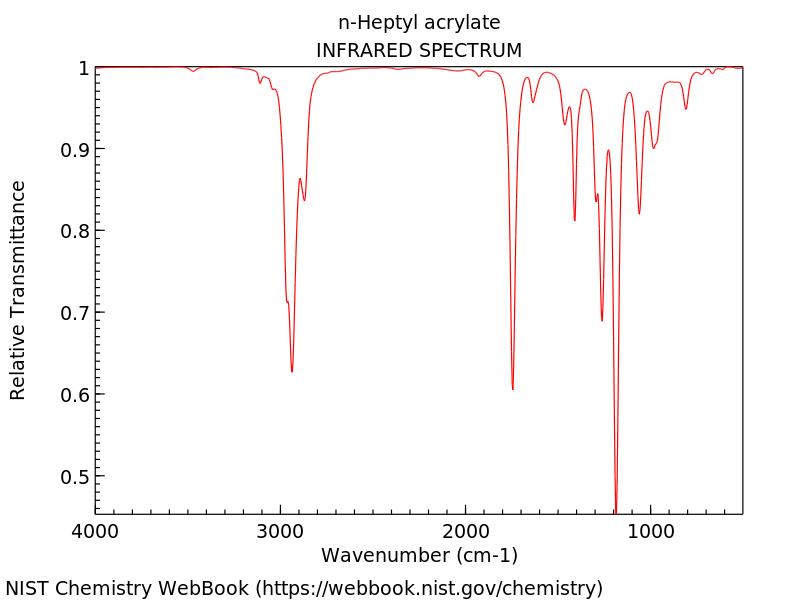 n-Heptyl acrylate
INFRARED SPECTRUM
1
0.9
0.8
0.7
0.6
0.5
Relative Transmittance
4000 3000 2000 1000
Wavenumber (cm-1)
NIST Chemistry WebBook (https://webbook.nist.gov/chemistry)